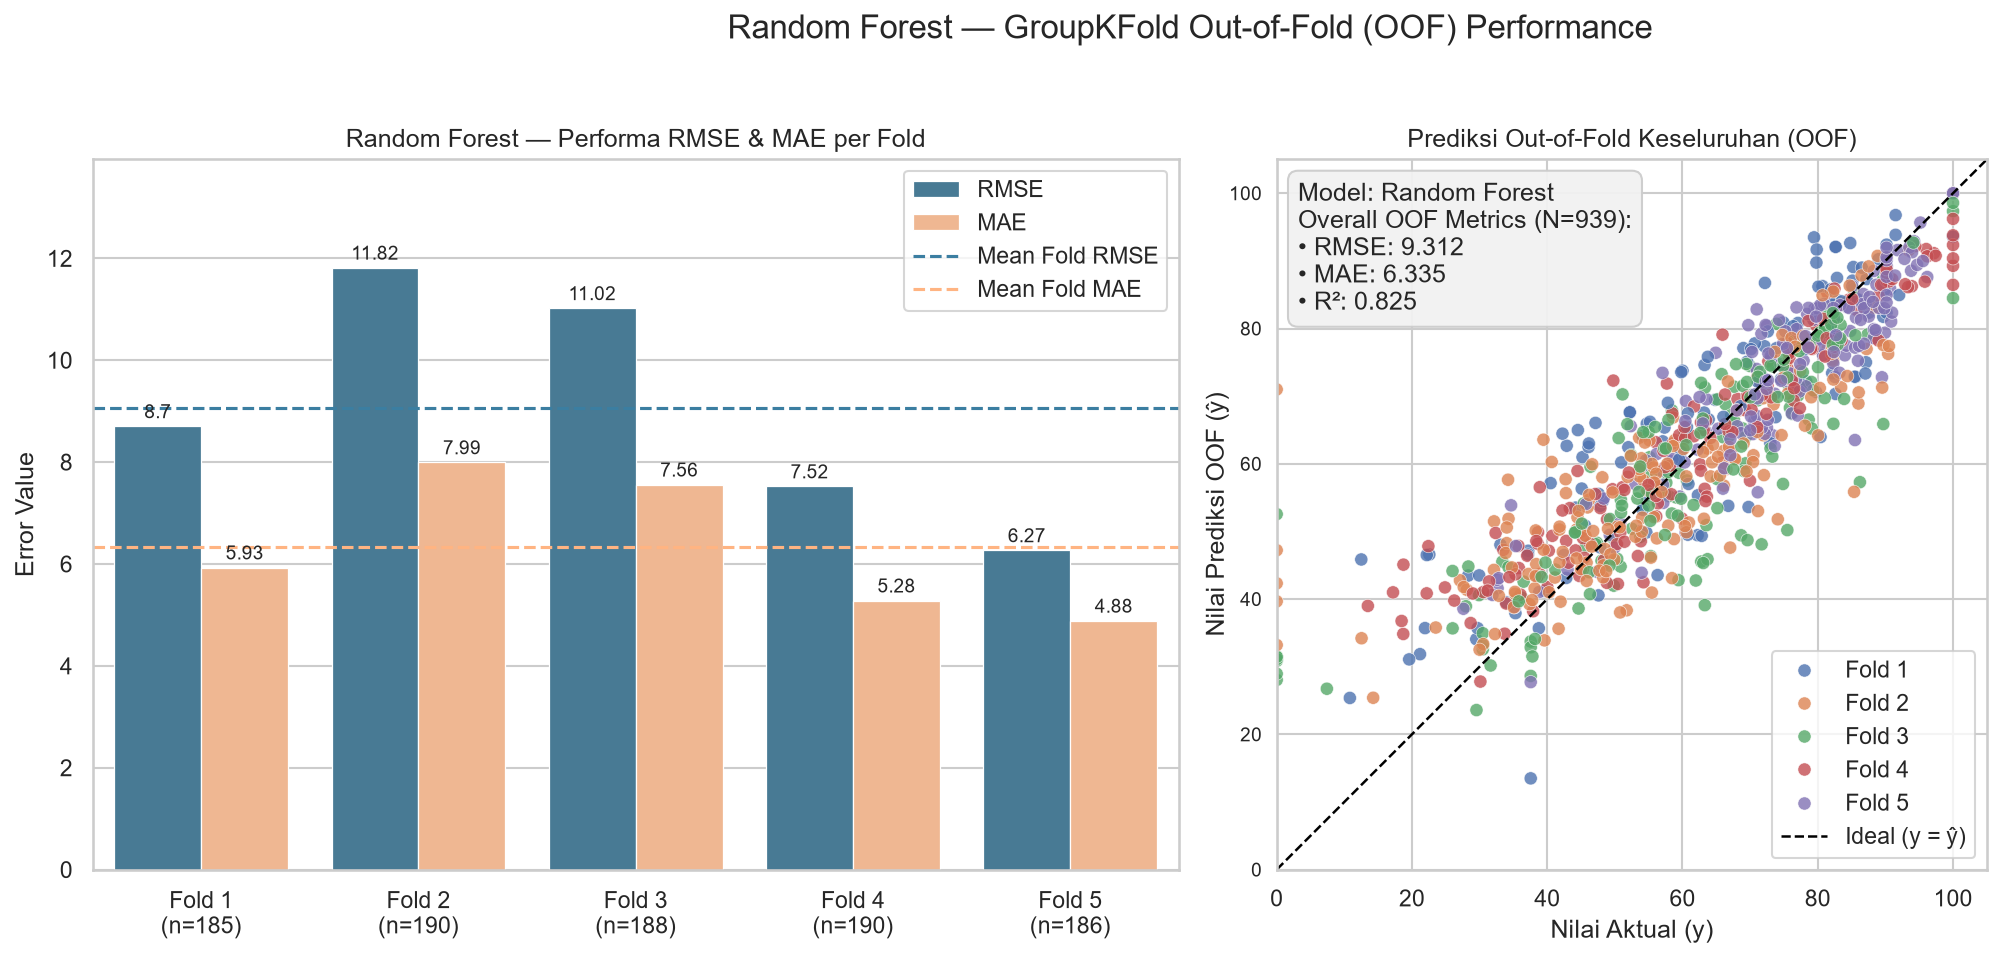 Random Forest — GroupKFold Out-of-Fold (OOF) Performance
Random Forest — Performa RMSE & MAE per Fold
Error Value
12
10
8
6
4
2
0
8.7
5.93
11.82
7.99
11.02
7.56
7.52
5.28
6.27
4.88
RMSE
MAE
Mean Fold RMSE
Mean Fold MAE
Fold 1
(n=185)
Fold 2
(n=190)
Fold 3
(n=188)
Fold 4
(n=190)
Fold 5
(n=186)
Prediksi Out-of-Fold Keseluruhan (OOF)
Nilai Prediksi OOF (ŷ)
100
80
60
40
20
0
Model: Random Forest
Overall OOF Metrics (N=939):
• RMSE: 9.312
• MAE: 6.335
• R²: 0.825
Fold 1
Fold 2
Fold 3
Fold 4
Fold 5
Ideal (y = ŷ)
0
20
40
60
80
100
Nilai Aktual (y)